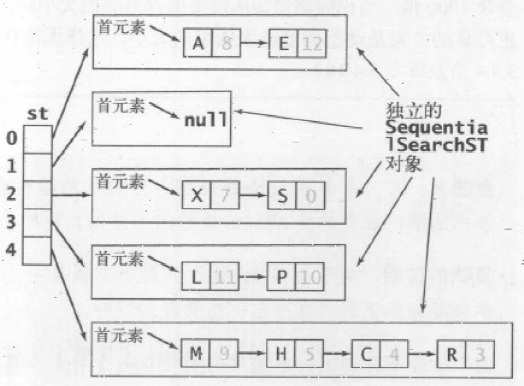 首元素
A 8 E 12
st
首元素
null
独立的
Sequentia
lSearchST
对象
0
1
2
3
4
首元素
X 7 S 0
首元素
L 11 P 10
首元素
M 9 H 5 C 4 R 3